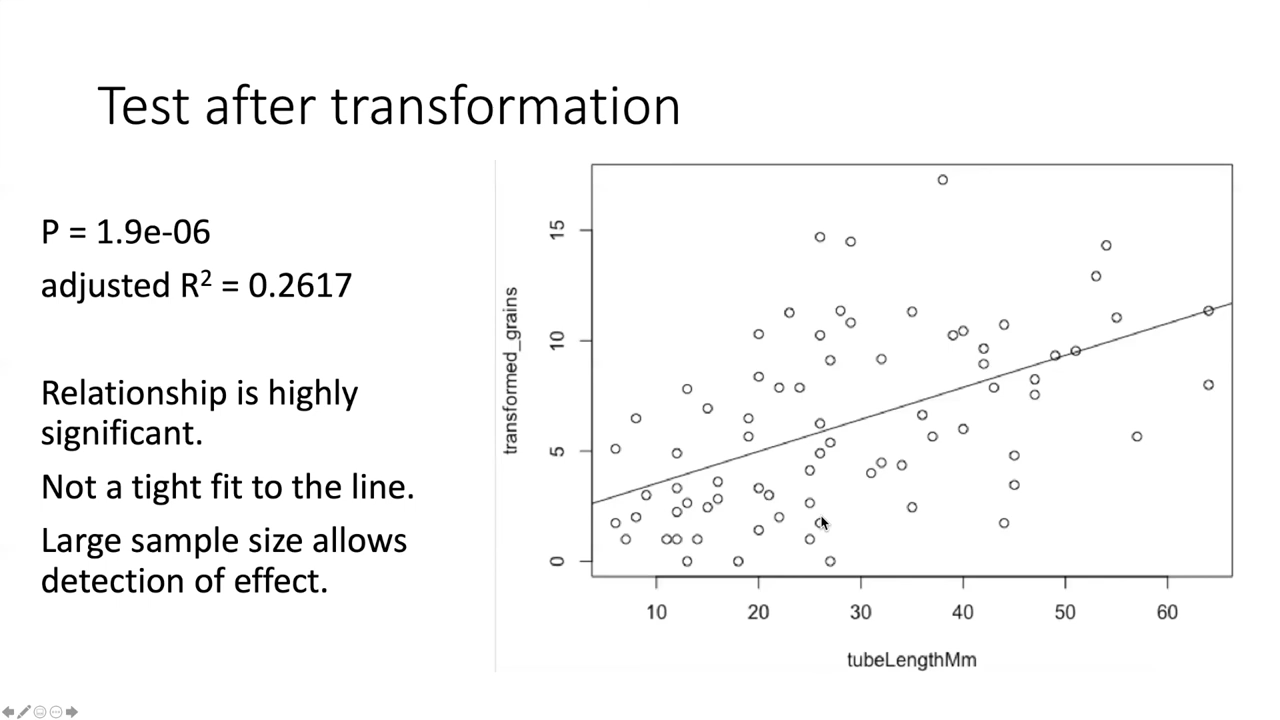 Test after transformation
P = 1.9e-06
adjusted R² = 0.2617
Relationship is highly
significant.
Not a tight fit to the line.
Large sample size allows
detection of effect.
transformed_grains
15
10
5
0
10 20 30 40 50 60
tubeLengthMm